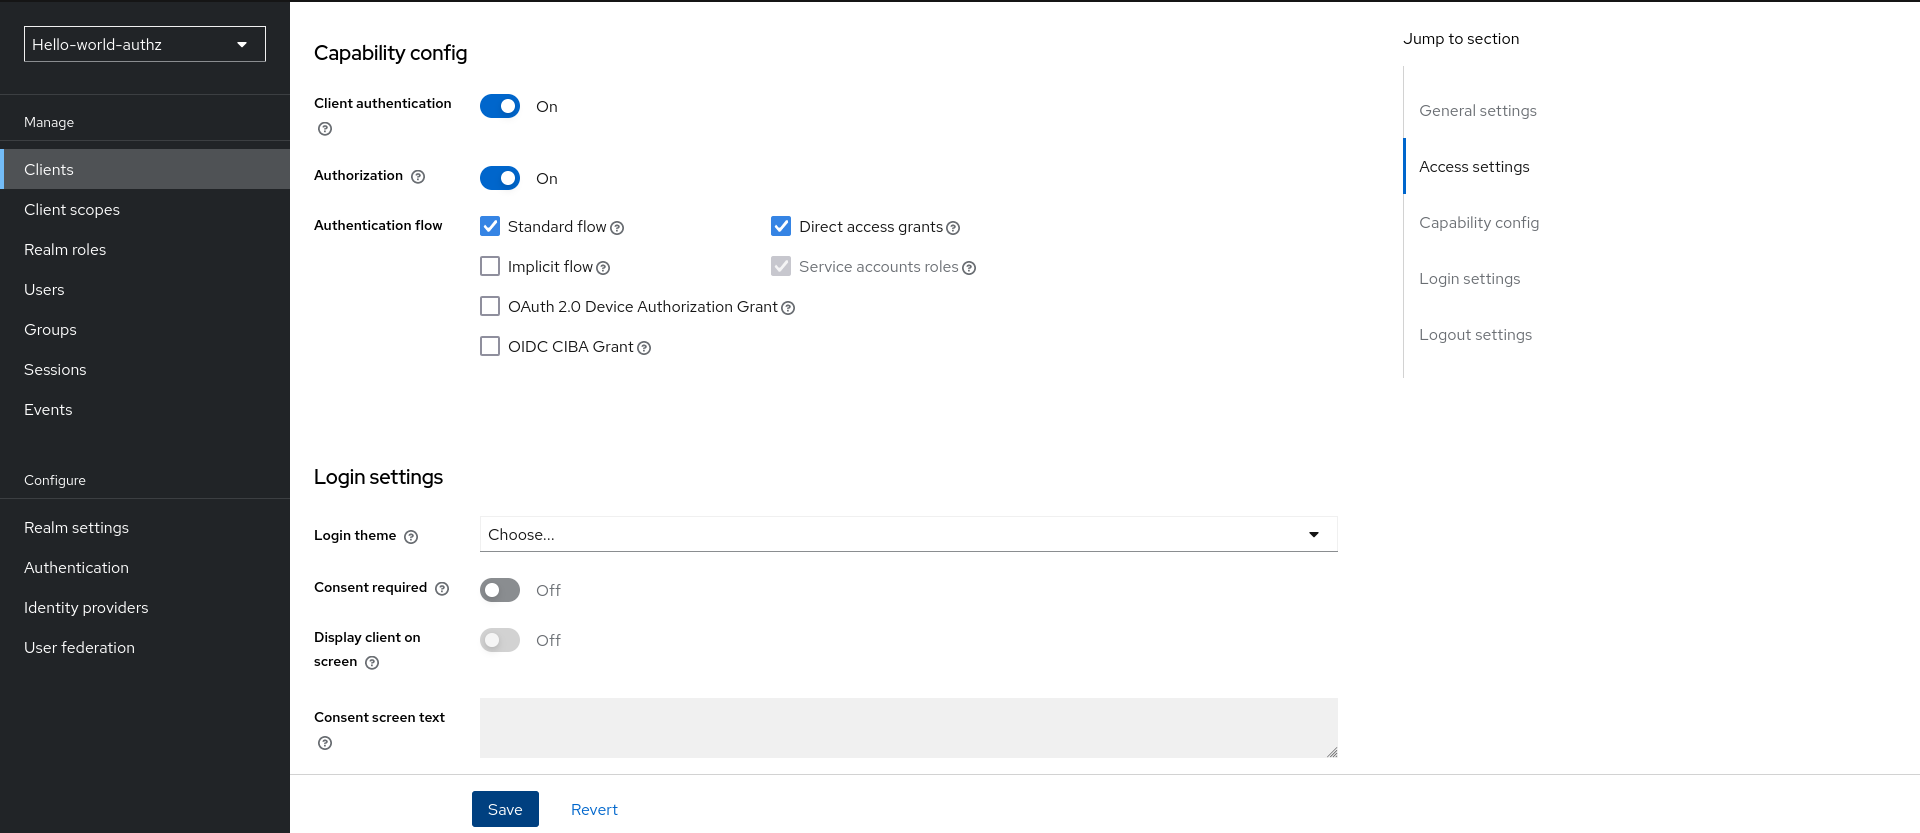 Hello-world-authz
Manage
Clients
Client scopes
Realm roles
Users
Groups
Sessions
Events
Configure
Realm settings
Authentication
Identity providers
User federation
Capability config
Client authentication
On
Authorization
On
Authentication flow
Standard flow
Direct access grants
Implicit flow
Service accounts roles
OAuth 2.0 Device Authorization Grant
OIDC CIBA Grant
Login settings
Login theme
Choose...
Consent required
Off
Display client on
screen
Off
Consent screen text
Save
Revert
Jump to section
General settings
Access settings
Capability config
Login settings
Logout settings